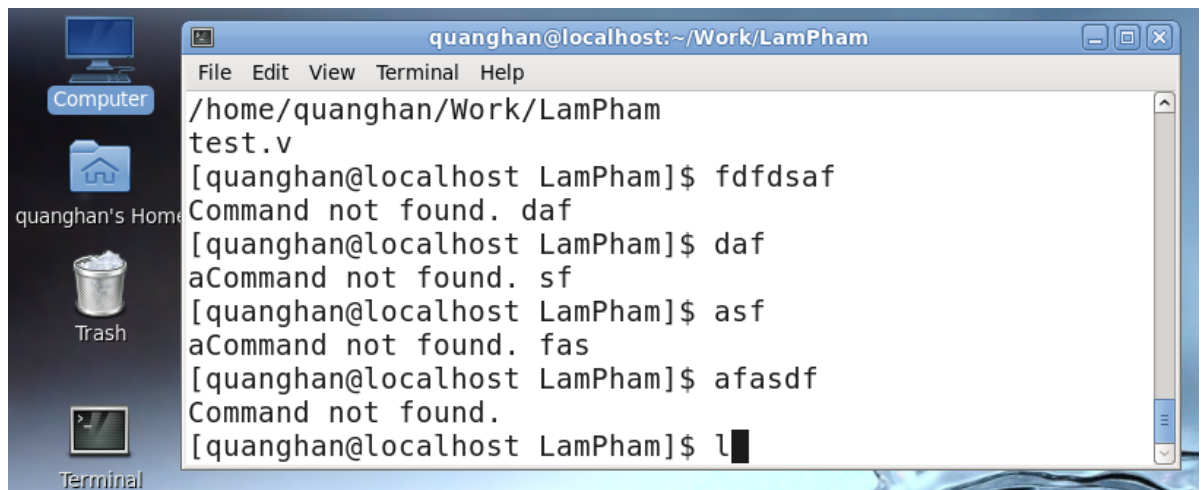 quanghan@localhost:~/Work/LamPham
File Edit View Terminal Help
Computer
/home/quanghan/Work/LamPham
test.v
[quanghan@localhost LamPham]$ fdfdsaf
quanghan's Home
Command not found. daf
[quanghan@localhost LamPham]$ daf
aCommand not found. sf
[quanghan@localhost LamPham]$ asf
Trash
aCommand not found. fas
[quanghan@localhost LamPham]$ afasdf
Command not found.
[quanghan@localhost LamPham]$ l
Terminal